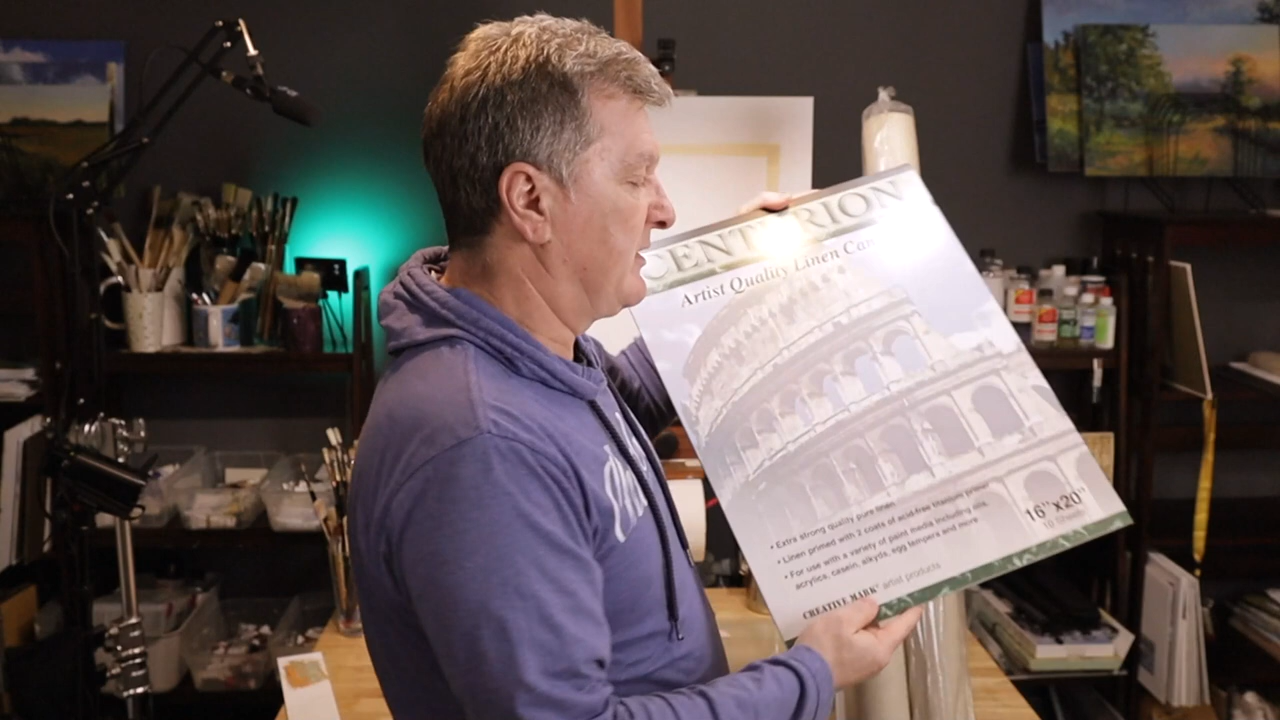 CENTURION
Artist Quality Linen Can
• Extra strong quality pure linen
• Linen primed with 2 coats of acid-free titanium primer
• For use with a variety of paint media including oils,
acrylics, casein, alkyds, egg tempera and more
16"x20"
10 Sheets
CREATIVE MARK artist products